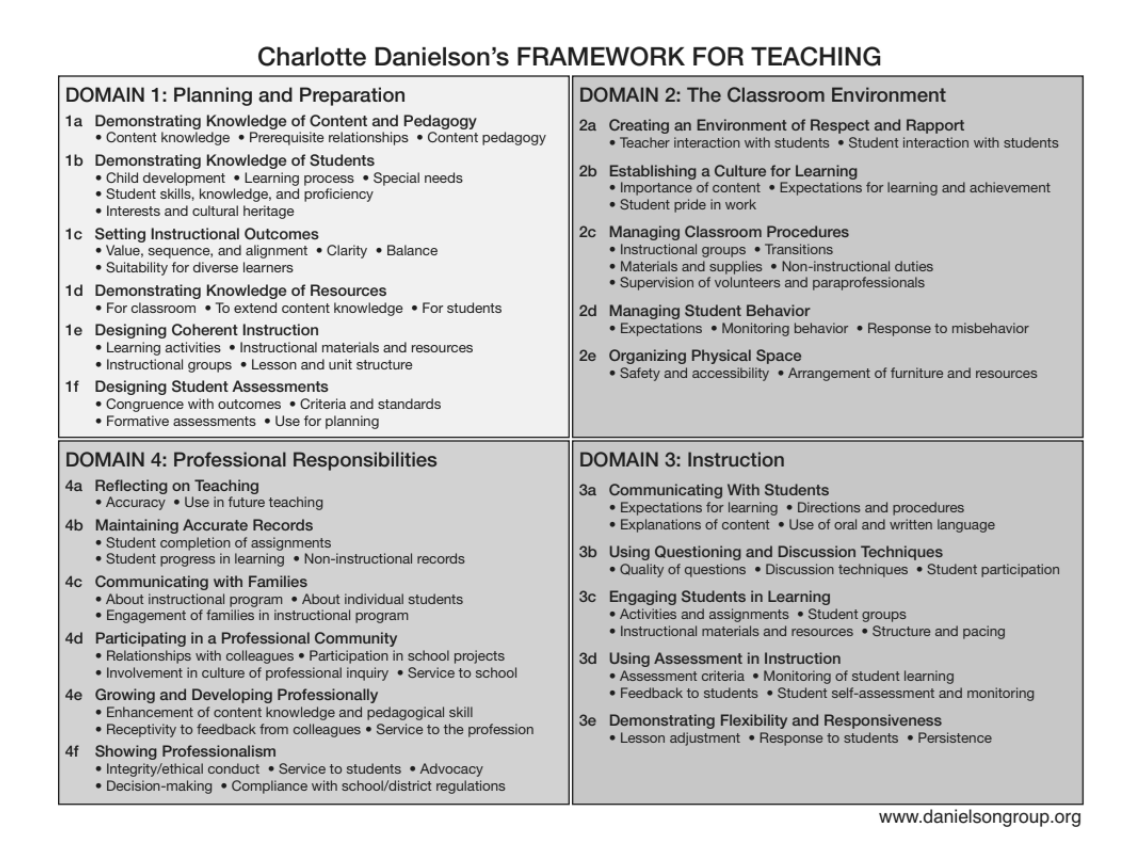 Charlotte Danielson's FRAMEWORK FOR TEACHING
DOMAIN 1: Planning and Preparation
1a Demonstrating Knowledge of Content and Pedagogy
• Content knowledge • Prerequisite relationships • Content pedagogy
1b Demonstrating Knowledge of Students
• Child development • Learning process • Special needs
• Student skills, knowledge, and proficiency
• Interests and cultural heritage
1c Setting Instructional Outcomes
• Value, sequence, and alignment • Clarity • Balance
• Suitability for diverse learners
1d Demonstrating Knowledge of Resources
• For classroom • To extend content knowledge • For students
1e Designing Coherent Instruction
• Learning activities • Instructional materials and resources
• Instructional groups • Lesson and unit structure
1f Designing Student Assessments
• Congruence with outcomes • Criteria and standards
• Formative assessments • Use for planning
DOMAIN 2: The Classroom Environment
2a Creating an Environment of Respect and Rapport
• Teacher interaction with students • Student interaction with students
2b Establishing a Culture for Learning
• Importance of content • Expectations for learning and achievement
• Student pride in work
2c Managing Classroom Procedures
• Instructional groups • Transitions
• Materials and supplies • Non-instructional duties
• Supervision of volunteers and paraprofessionals
2d Managing Student Behavior
• Expectations • Monitoring behavior • Response to misbehavior
2e Organizing Physical Space
• Safety and accessibility • Arrangement of furniture and resources
DOMAIN 4: Professional Responsibilities
4a Reflecting on Teaching
• Accuracy • Use in future teaching
4b Maintaining Accurate Records
• Student completion of assignments
• Student progress in learning • Non-instructional records
4c Communicating with Families
• About instructional program • About individual students
• Engagement of families in instructional program
4d Participating in a Professional Community
• Relationships with colleagues • Participation in school projects
• Involvement in culture of professional inquiry • Service to school
4e Growing and Developing Professionally
• Enhancement of content knowledge and pedagogical skill
• Receptivity to feedback from colleagues • Service to the profession
4f Showing Professionalism
• Integrity/ethical conduct • Service to students • Advocacy
• Decision-making • Compliance with school/district regulations
DOMAIN 3: Instruction
3a Communicating With Students
• Expectations for learning • Directions and procedures
• Explanations of content • Use of oral and written language
3b Using Questioning and Discussion Techniques
• Quality of questions • Discussion techniques • Student participation
3c Engaging Students in Learning
• Activities and assignments • Student groups
• Instructional materials and resources • Structure and pacing
3d Using Assessment in Instruction
• Assessment criteria • Monitoring of student learning
• Feedback to students • Student self-assessment and monitoring
3e Demonstrating Flexibility and Responsiveness
• Lesson adjustment • Response to students • Persistence
www.danielsongroup.org